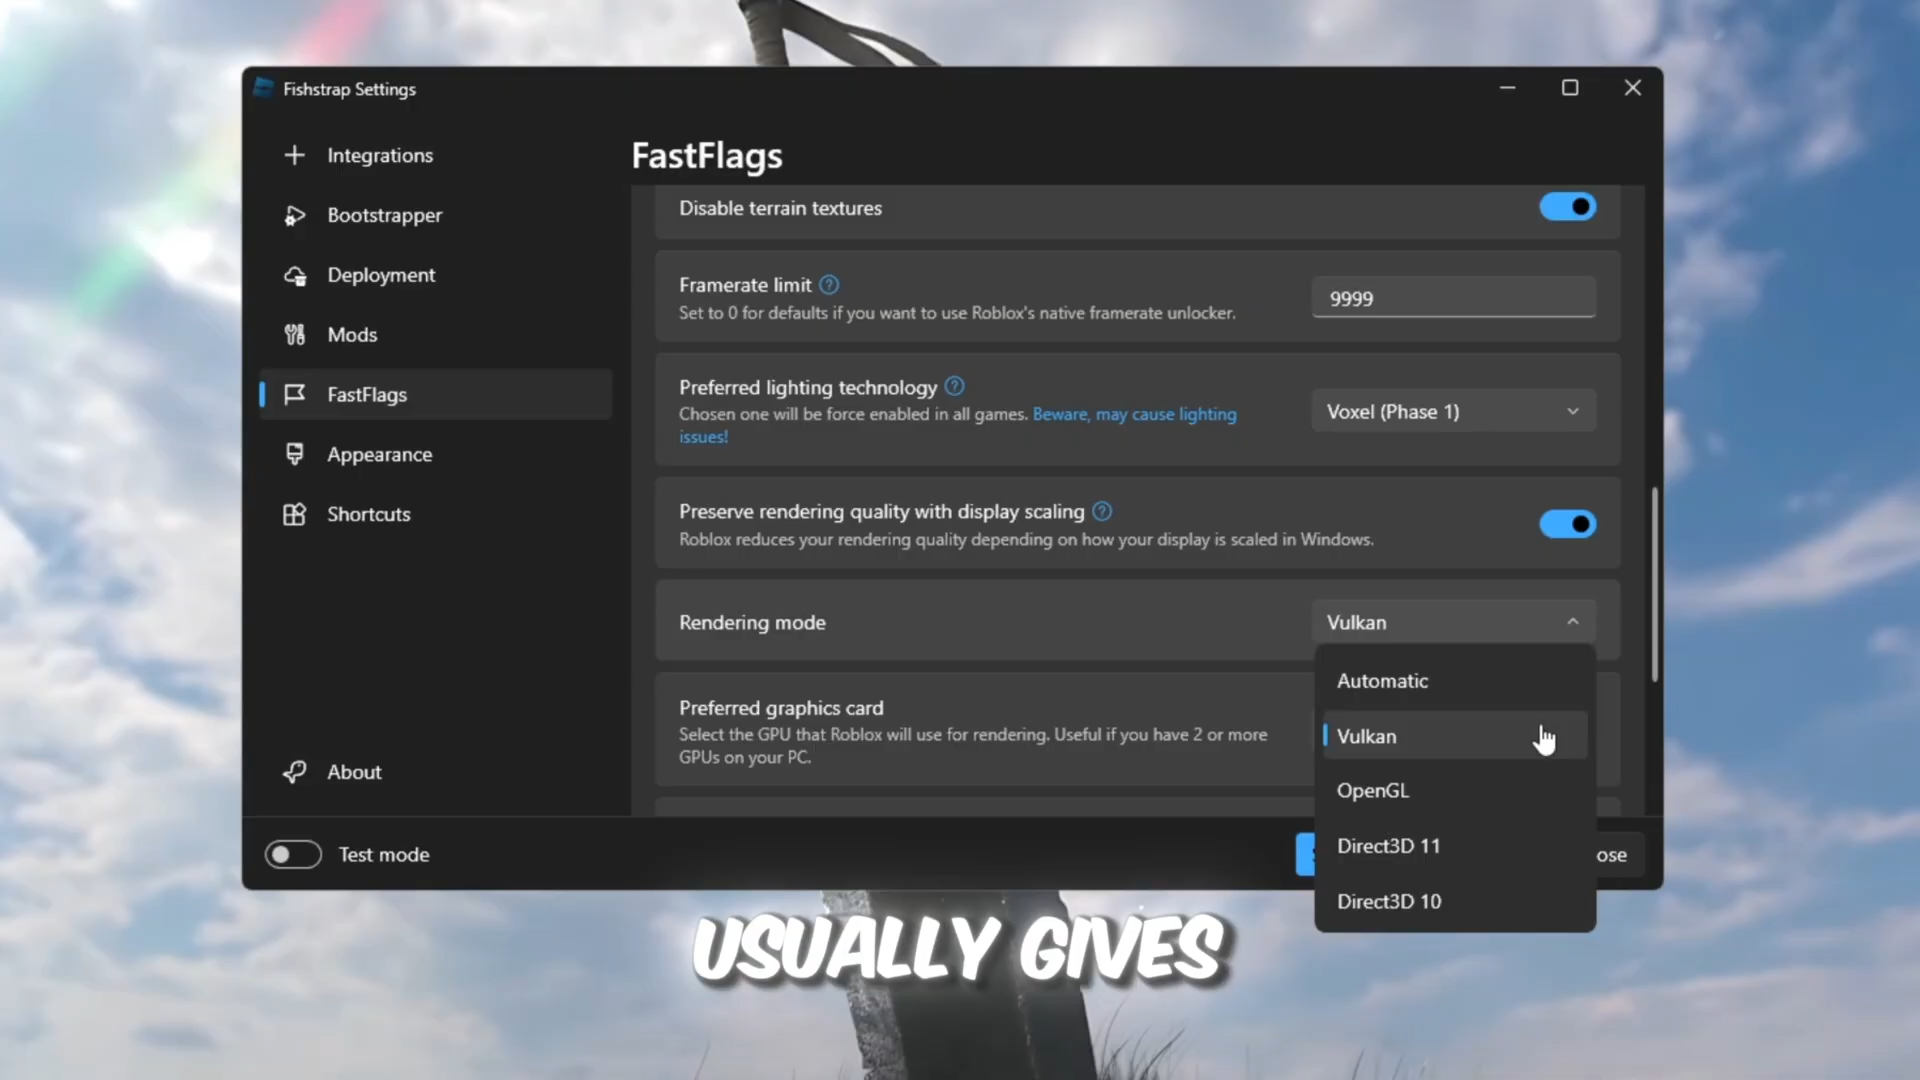 Fishstrap Settings
Integrations
Bootstrapper
Deployment
Mods
FastFlags
Appearance
Shortcuts
About
Test mode
FastFlags
Disable terrain textures
Framerate limit
Set to 0 for defaults if you want to use Roblox's native framerate unlocker.
9999
Preferred lighting technology
Chosen one will be force enabled in all games. Beware, may cause lighting
issues!
Voxel (Phase 1)
Preserve rendering quality with display scaling
Roblox reduces your rendering quality depending on how your display is scaled in Windows.
Rendering mode
Vulkan
Automatic
Vulkan
OpenGL
Direct3D 11
Direct3D 10
Preferred graphics card
Select the GPU that Roblox will use for rendering. Useful if you have 2 or more
GPUs on your PC.
ose
USUALLY GIVES